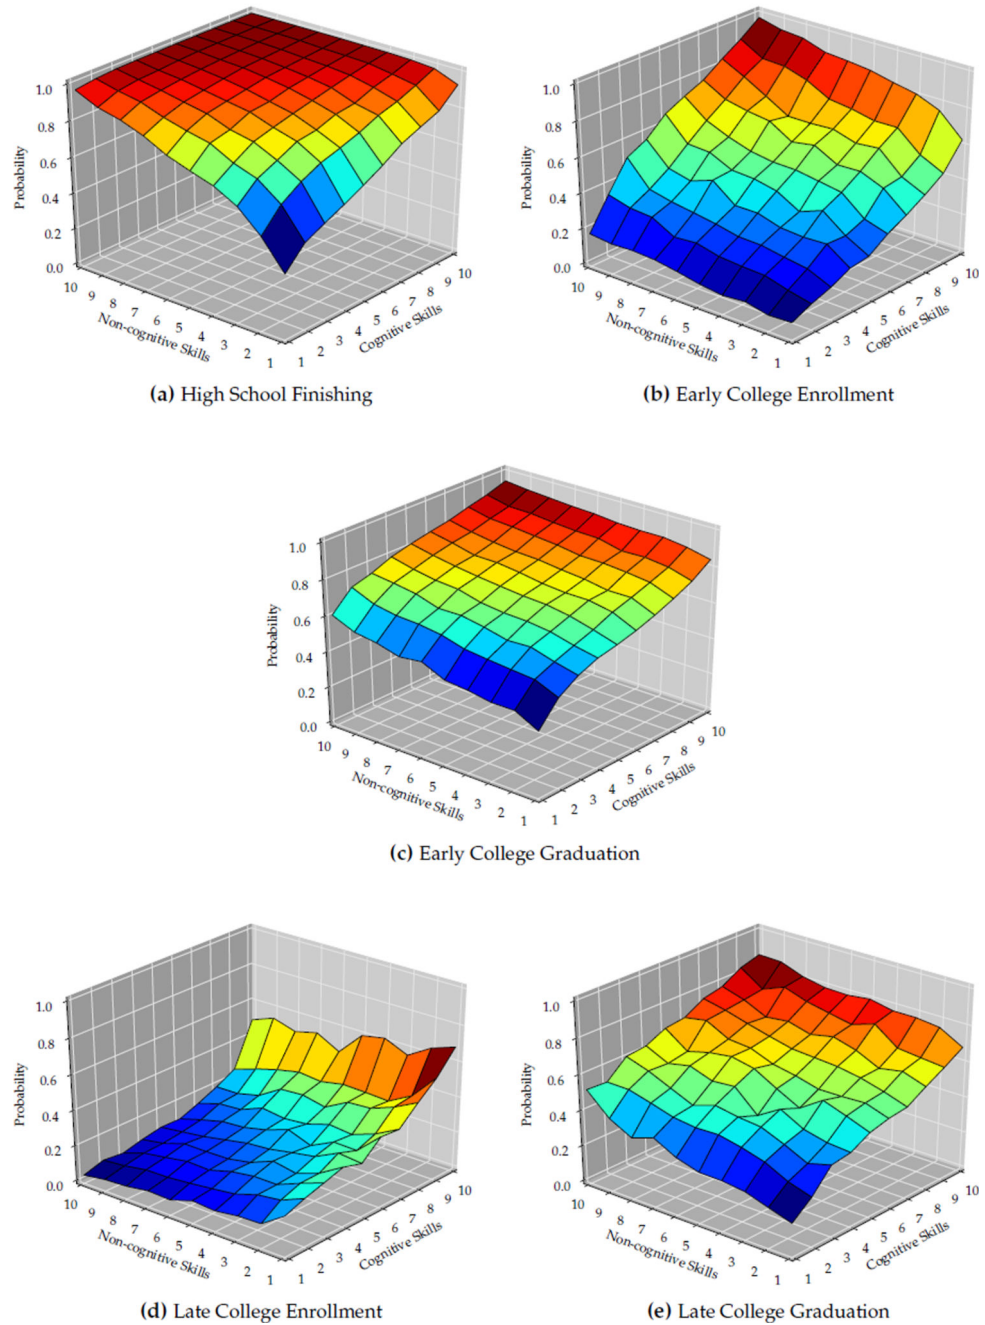 1.0
0.8
0.6
0.4
0.2
0.0
Probability
10 9 8 7 6 5 4 3 2 1
Non-cognitive Skills
1 2 3 4 5 6 7 8 9 10
Cognitive Skills
(a) High School Finishing
1.0
0.8
0.6
0.4
0.2
0.0
Probability
10 9 8 7 6 5 4 3 2 1
Non-cognitive Skills
1 2 3 4 5 6 7 8 9 10
Cognitive Skills
(b) Early College Enrollment
1.0
0.8
0.6
0.4
0.2
0.0
Probability
10 9 8 7 6 5 4 3 2 1
Non-cognitive Skills
1 2 3 4 5 6 7 8 9 10
Cognitive Skills
(c) Early College Graduation
1.0
0.8
0.6
0.4
0.2
0.0
Probability
10 9 8 7 6 5 4 3 2 1
Non-cognitive Skills
1 2 3 4 5 6 7 8 9 10
Cognitive Skills
(d) Late College Enrollment
1.0
0.8
0.6
0.4
0.2
0.0
Probability
10 9 8 7 6 5 4 3 2 1
Non-cognitive Skills
1 2 3 4 5 6 7 8 9 10
Cognitive Skills
(e) Late College Graduation